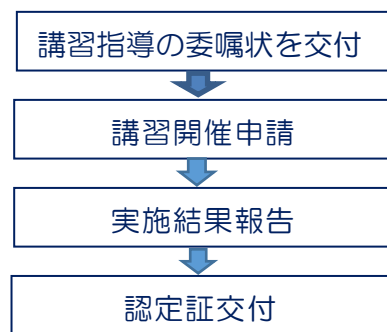 講習指導の委嘱状を交付
講習開催申請
実施結果報告
認定証交付